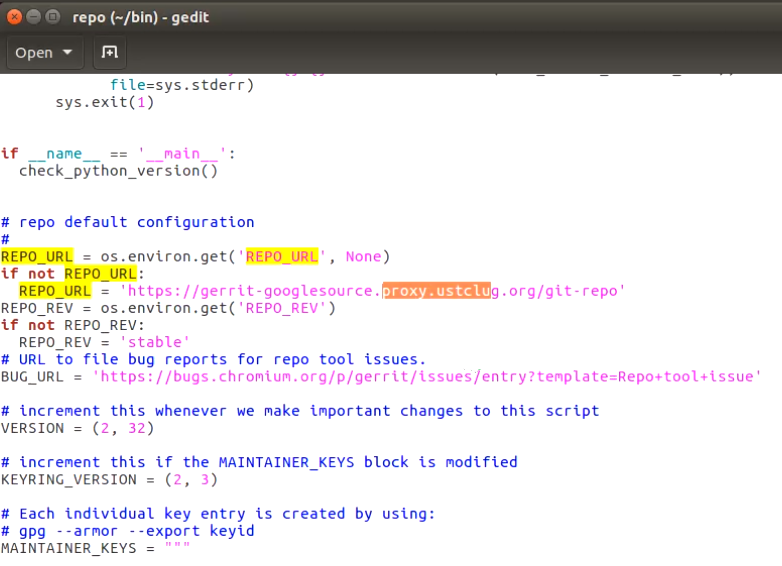 repo (~/bin) - gedit
Open
file=sys.stderr)
sys.exit(1)
if __name__ == '__main__':
check_python_version()
# repo default configuration
#
REPO_URL = os.environ.get('REPO_URL', None)
if not REPO_URL:
REPO_URL = 'https://gerrit-googlesource.proxy.ustclug.org/git-repo'
REPO_REV = os.environ.get('REPO_REV')
if not REPO_REV:
REPO_REV = 'stable'
# URL to file bug reports for repo tool issues.
BUG_URL = 'https://bugs.chromium.org/p/gerrit/issues/entry?template=Repo+tool+issue'
# increment this whenever we make important changes to this script
VERSION = (2, 32)
# increment this if the MAINTAINER_KEYS block is modified
KEYRING_VERSION = (2, 3)
# Each individual key entry is created by using:
# gpg --armor --export keyid
MAINTAINER_KEYS = """